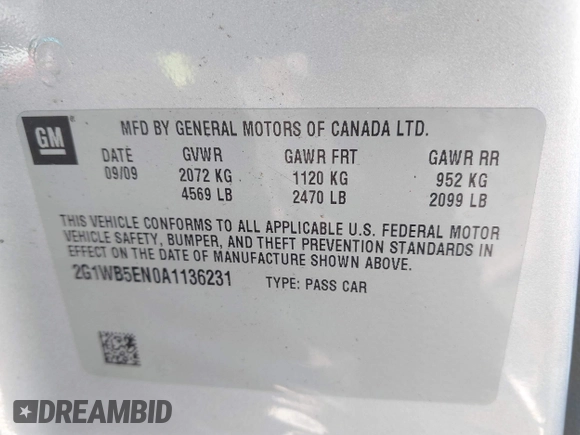 GM
MFD BY GENERAL MOTORS OF CANADA LTD.
DATE GVWR GAWR FRT GAWR RR
09/09 2072 KG 1120 KG 952 KG
4569 LB 2470 LB 2099 LB
THIS VEHICLE CONFORMS TO ALL APPLICABLE U.S. FEDERAL MOTOR
VEHICLE SAFETY, BUMPER, AND THEFT PREVENTION STANDARDS IN
EFFECT ON THE DATE OF MANUFACTURE SHOWN ABOVE.
2G1WB5EN0A1136231 TYPE: PASS CAR
DREAMBID